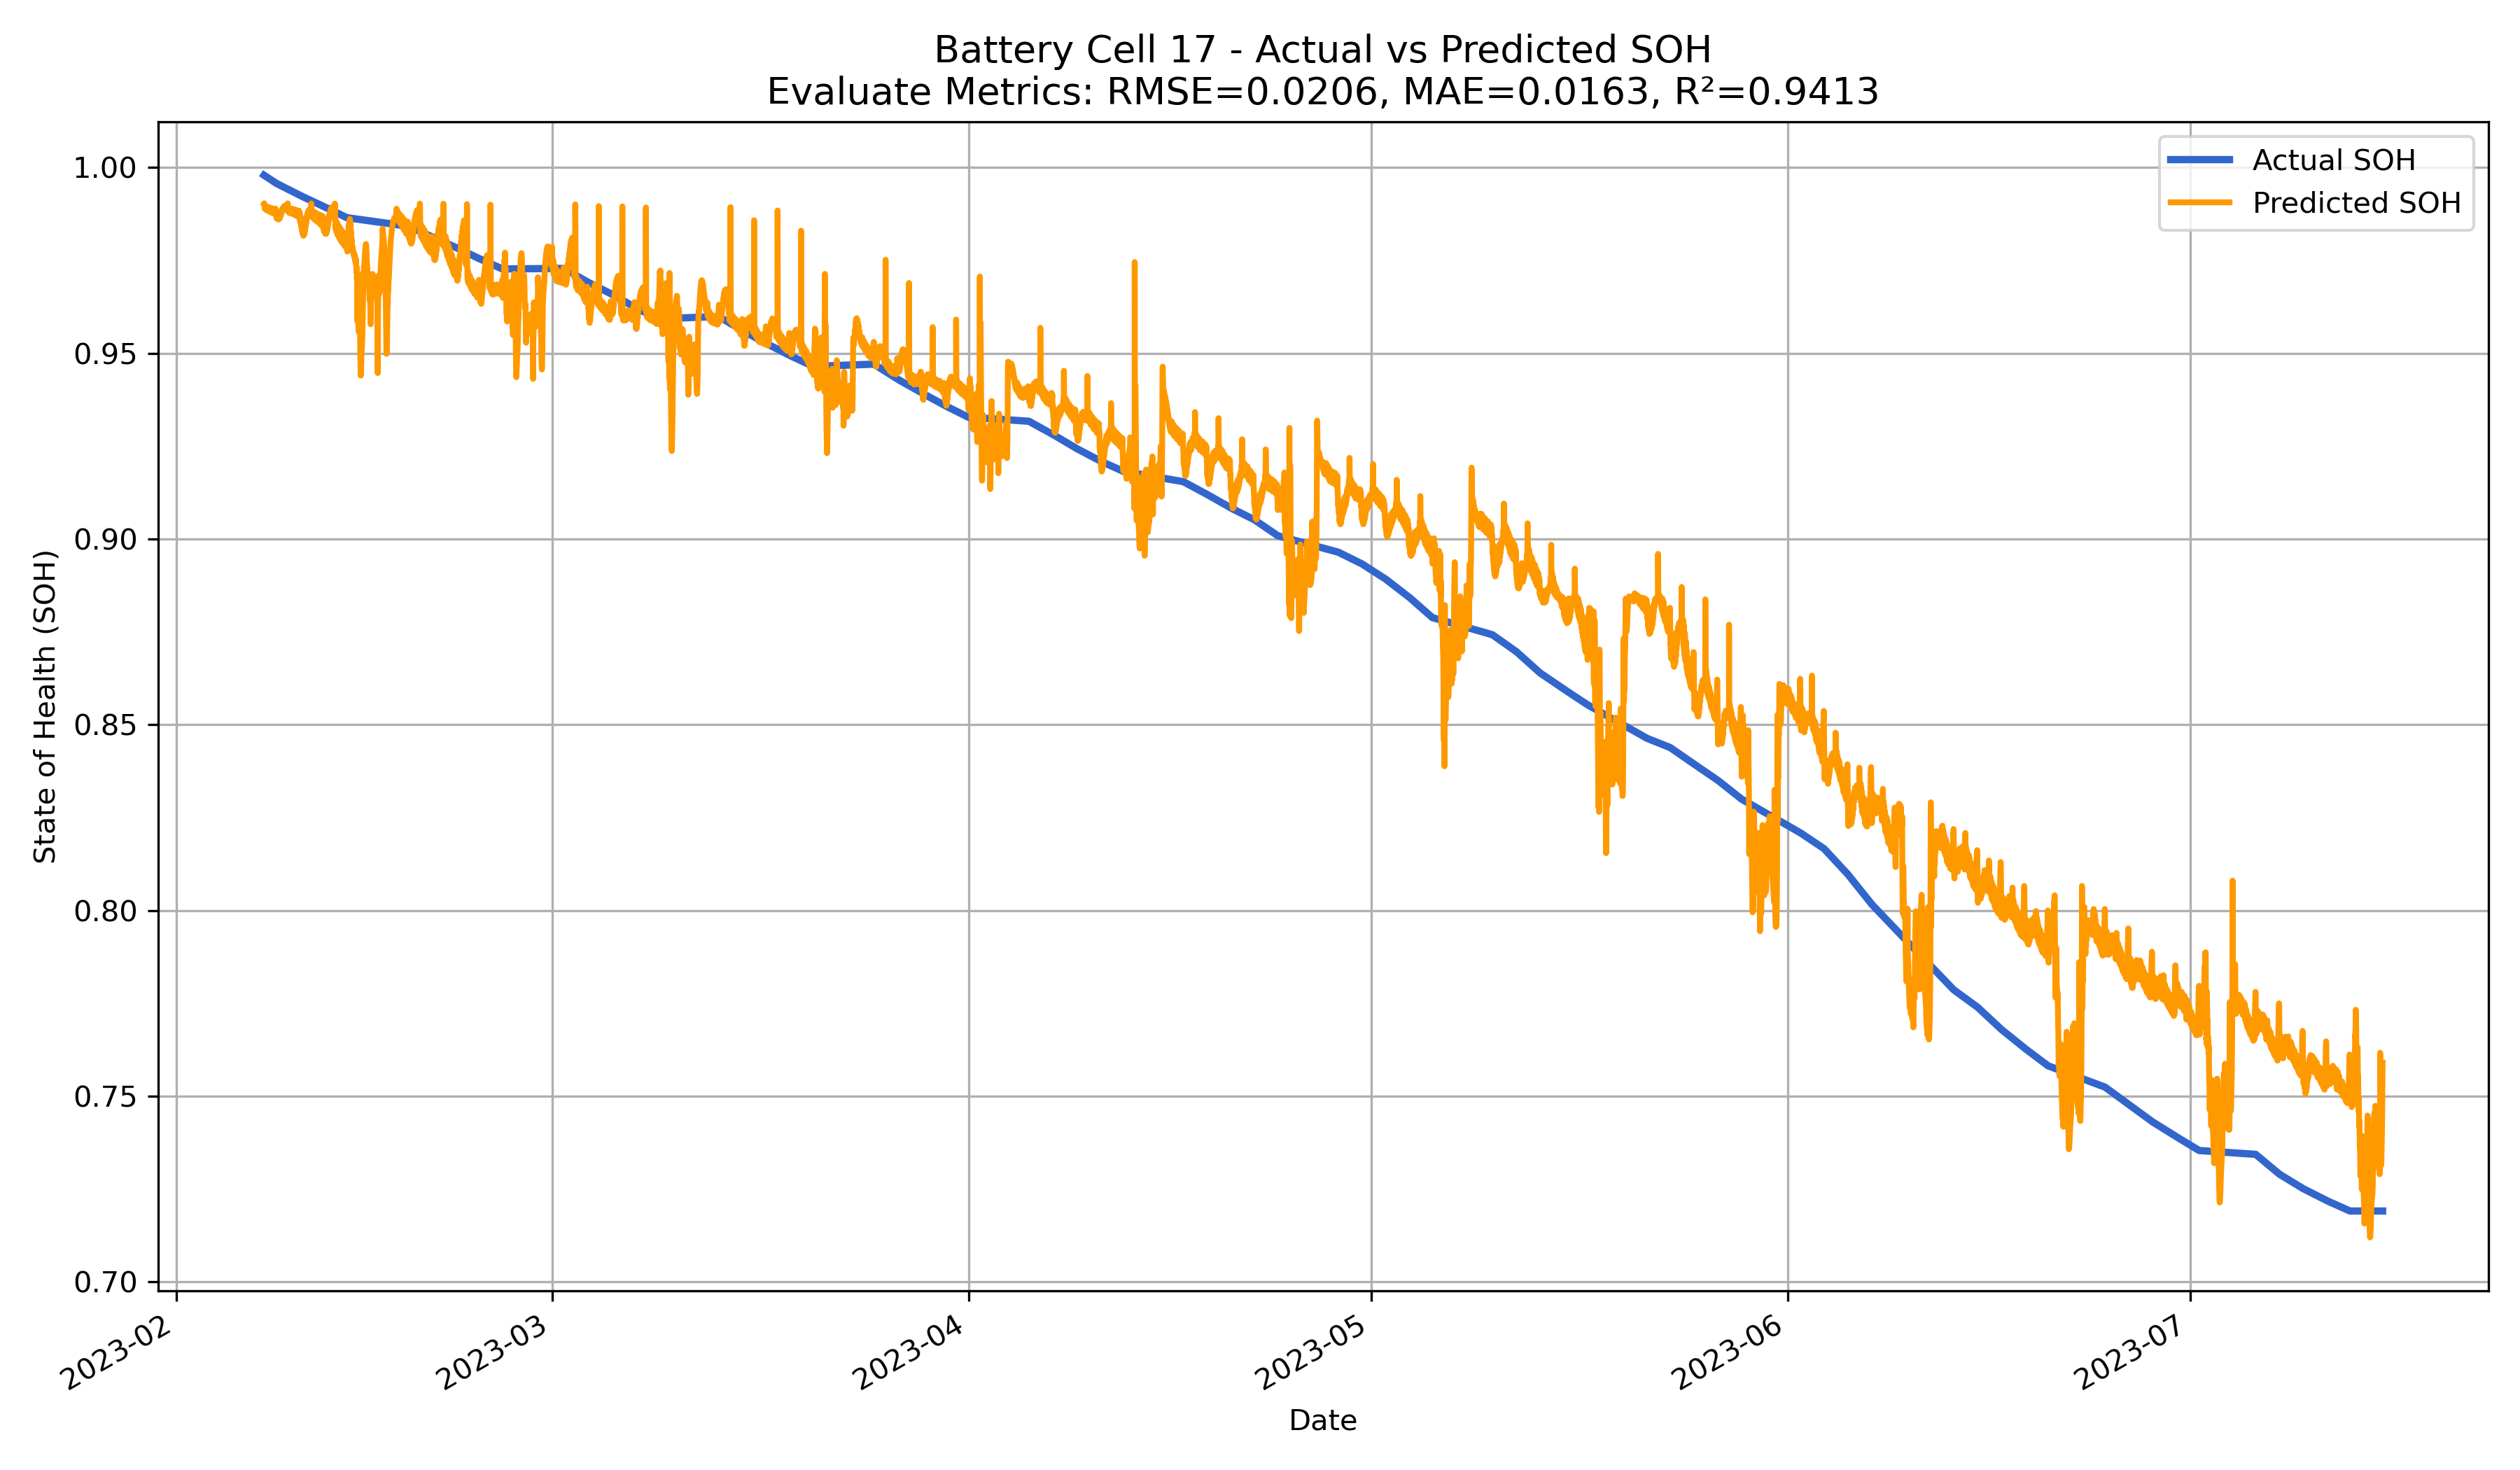 Battery Cell 17 - Actual vs Predicted SOH
Evaluate Metrics: RMSE=0.0206, MAE=0.0163, R²=0.9413
Actual SOH
Predicted SOH
State of Health (SOH)
1.00
0.95
0.90
0.85
0.80
0.75
0.70
2023-02
2023-03
2023-04
2023-05
2023-06
2023-07
Date